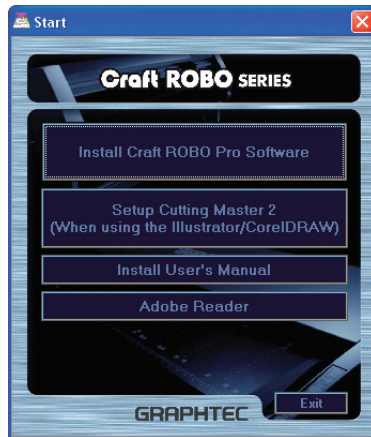 Start
Craft ROBO SERIES
Install Craft ROBO Pro Software
Setup Cutting Master 2
(When using the Illustrator/CorelDRAW)
Install User's Manual
Adobe Reader
Exit
GRAPHTEC